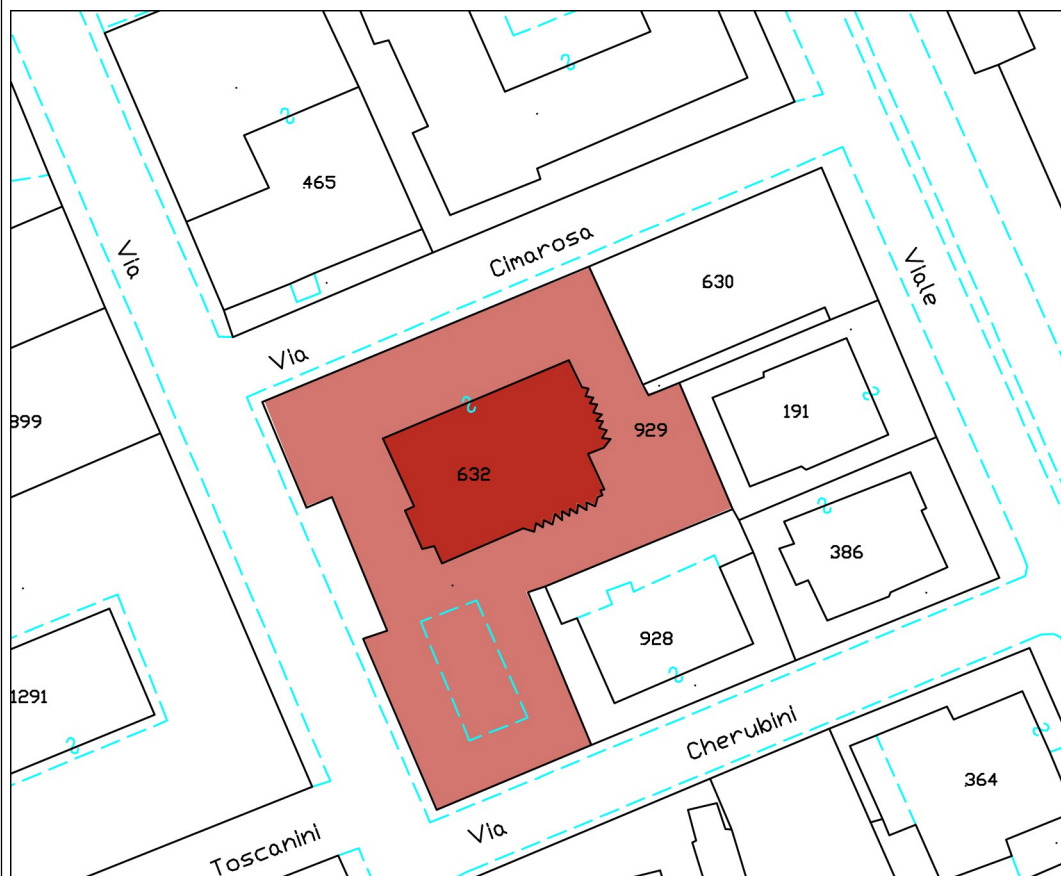 465
Via
Cimarosa
630
Viale
Via
899
191
929
632
386
928
1291
Cherubini
364
Via
Toscanini